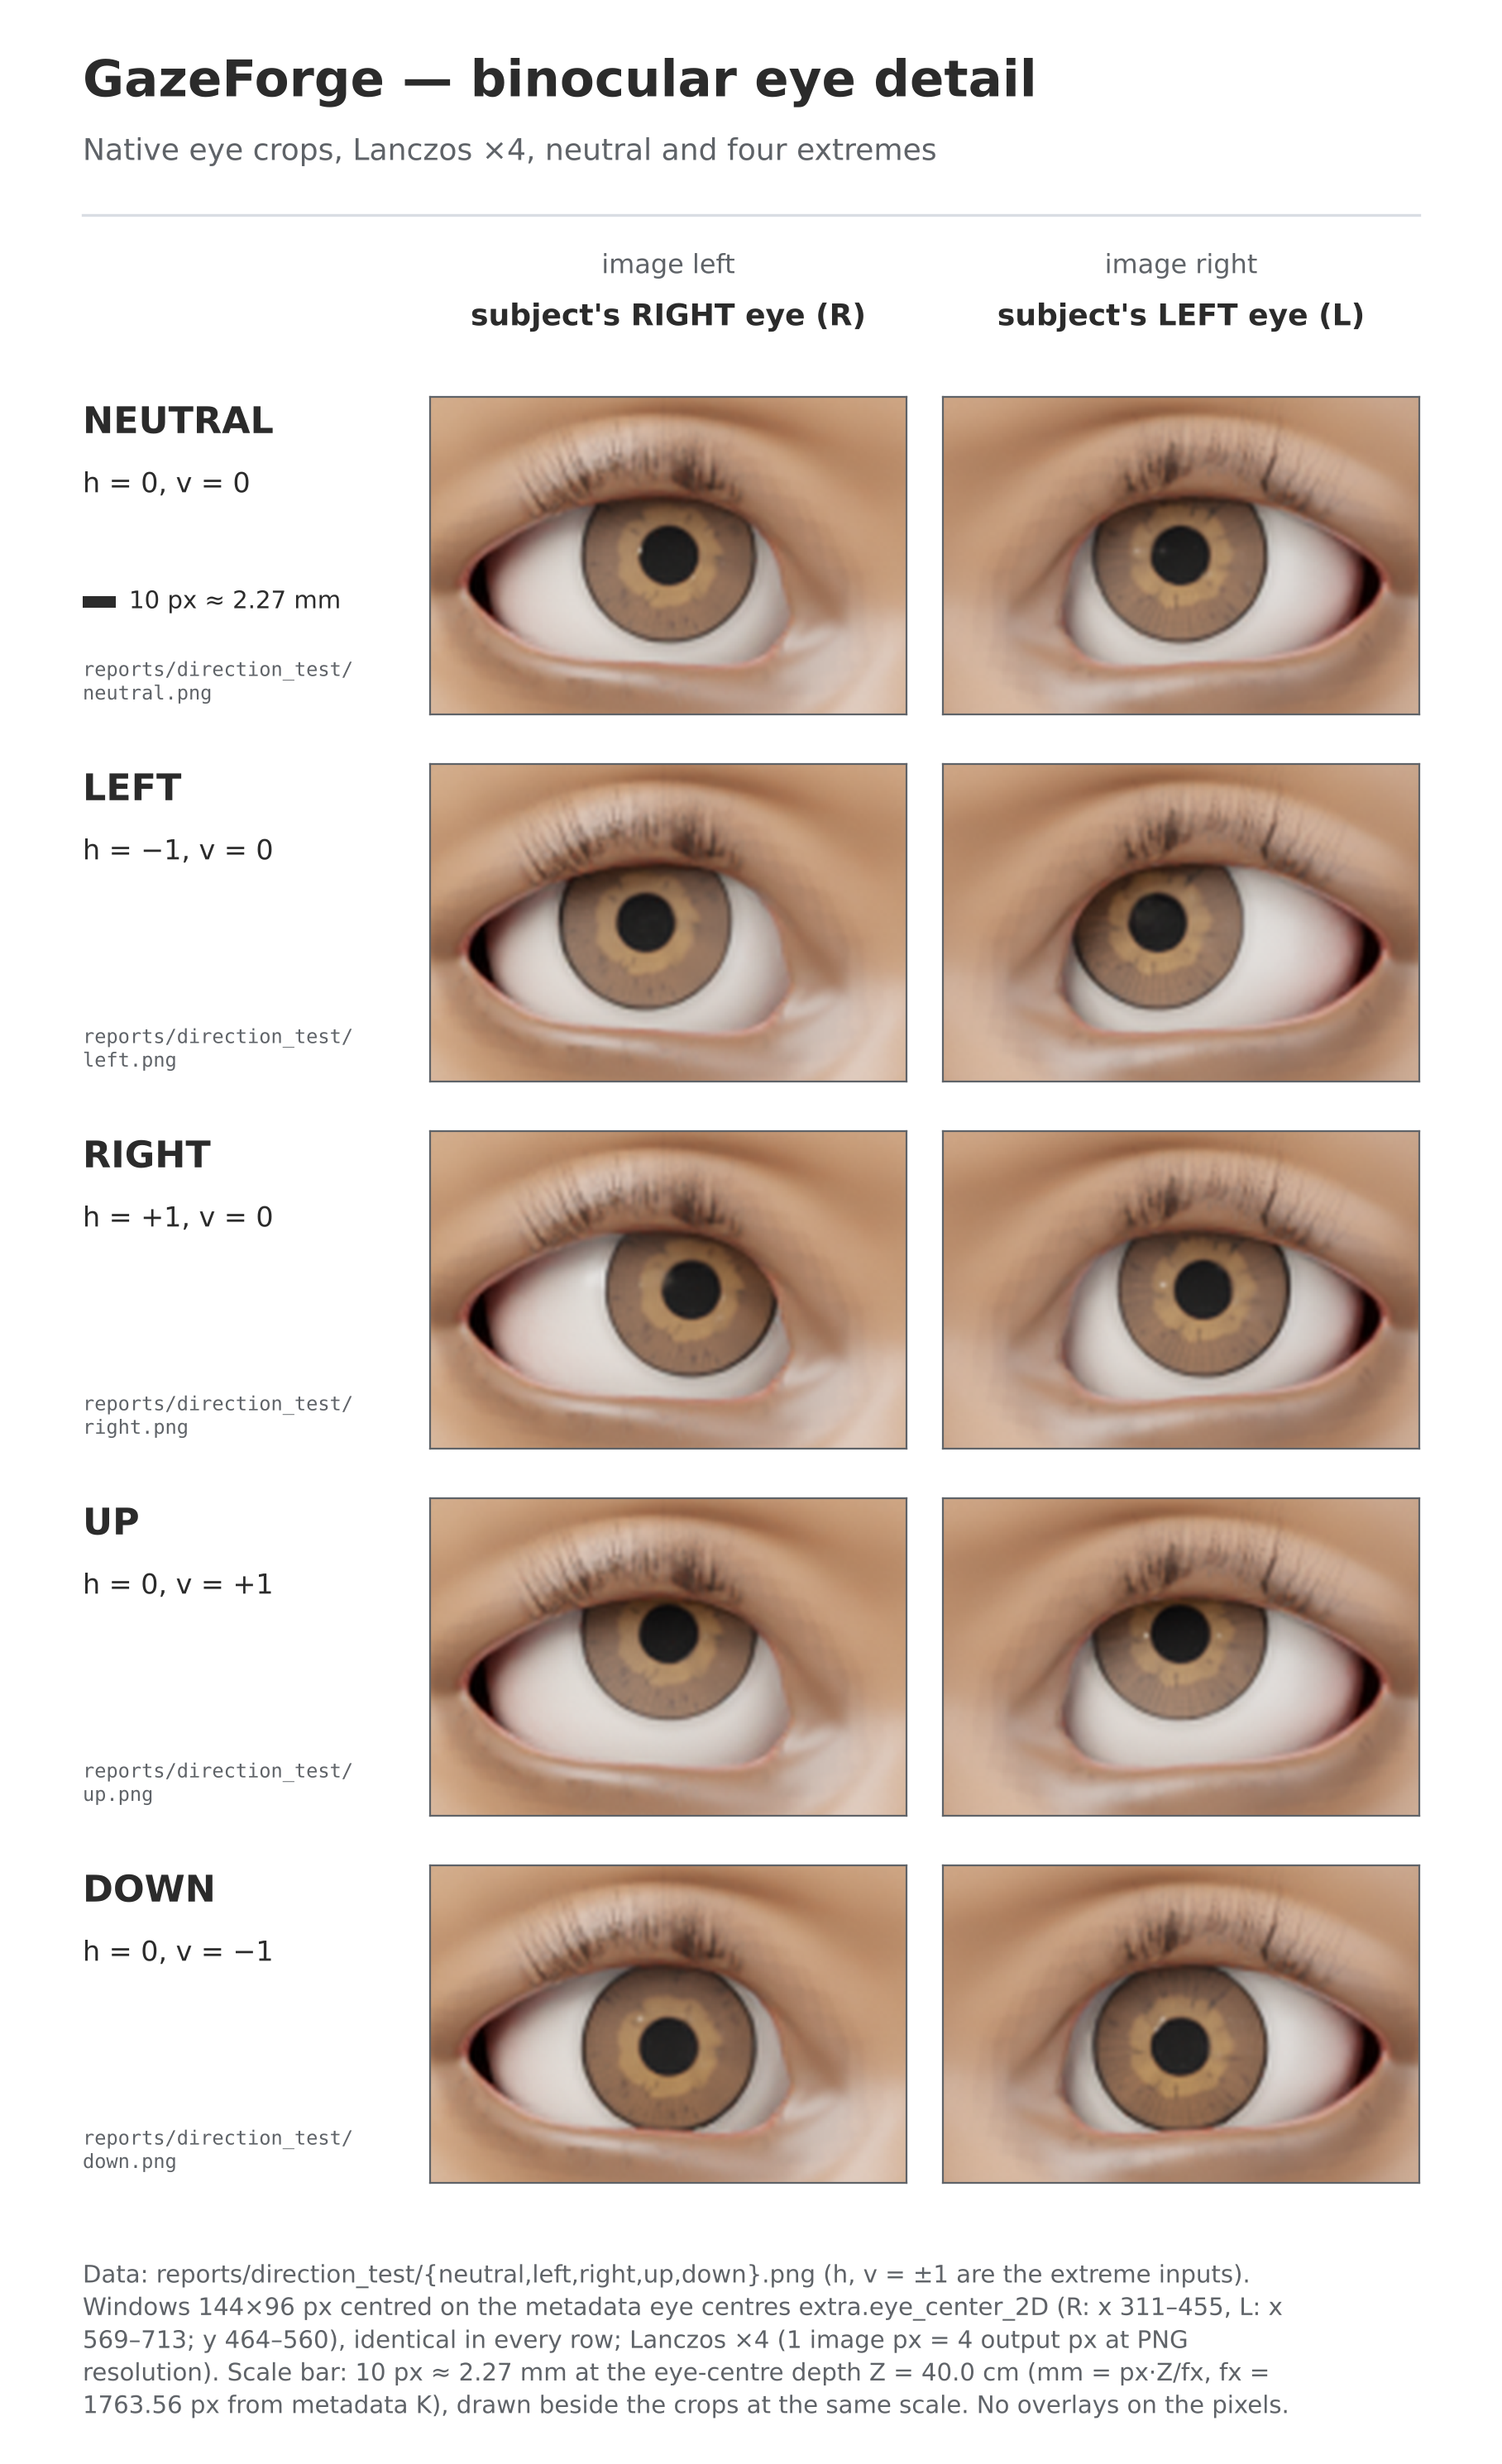 GazeForge — binocular eye detail
Native eye crops, Lanczos ×4, neutral and four extremes
image left
subject's RIGHT eye (R)
image right
subject's LEFT eye (L)
NEUTRAL
h = 0, v = 0
10 px ≈ 2.27 mm
reports/direction_test/
neutral.png
LEFT
h = −1, v = 0
reports/direction_test/
left.png
RIGHT
h = +1, v = 0
reports/direction_test/
right.png
UP
h = 0, v = +1
reports/direction_test/
up.png
DOWN
h = 0, v = −1
reports/direction_test/
down.png
Data: reports/direction_test/{neutral,left,right,up,down}.png (h, v = ±1 are the extreme inputs).
Windows 144×96 px centred on the metadata eye centres extra.eye_center_2D (R: x 311–455, L: x
569–713; y 464–560), identical in every row; Lanczos ×4 (1 image px = 4 output px at PNG
resolution). Scale bar: 10 px ≈ 2.27 mm at the eye-centre depth Z = 40.0 cm (mm = px·Z/fx, fx =
1763.56 px from metadata K), drawn beside the crops at the same scale. No overlays on the pixels.